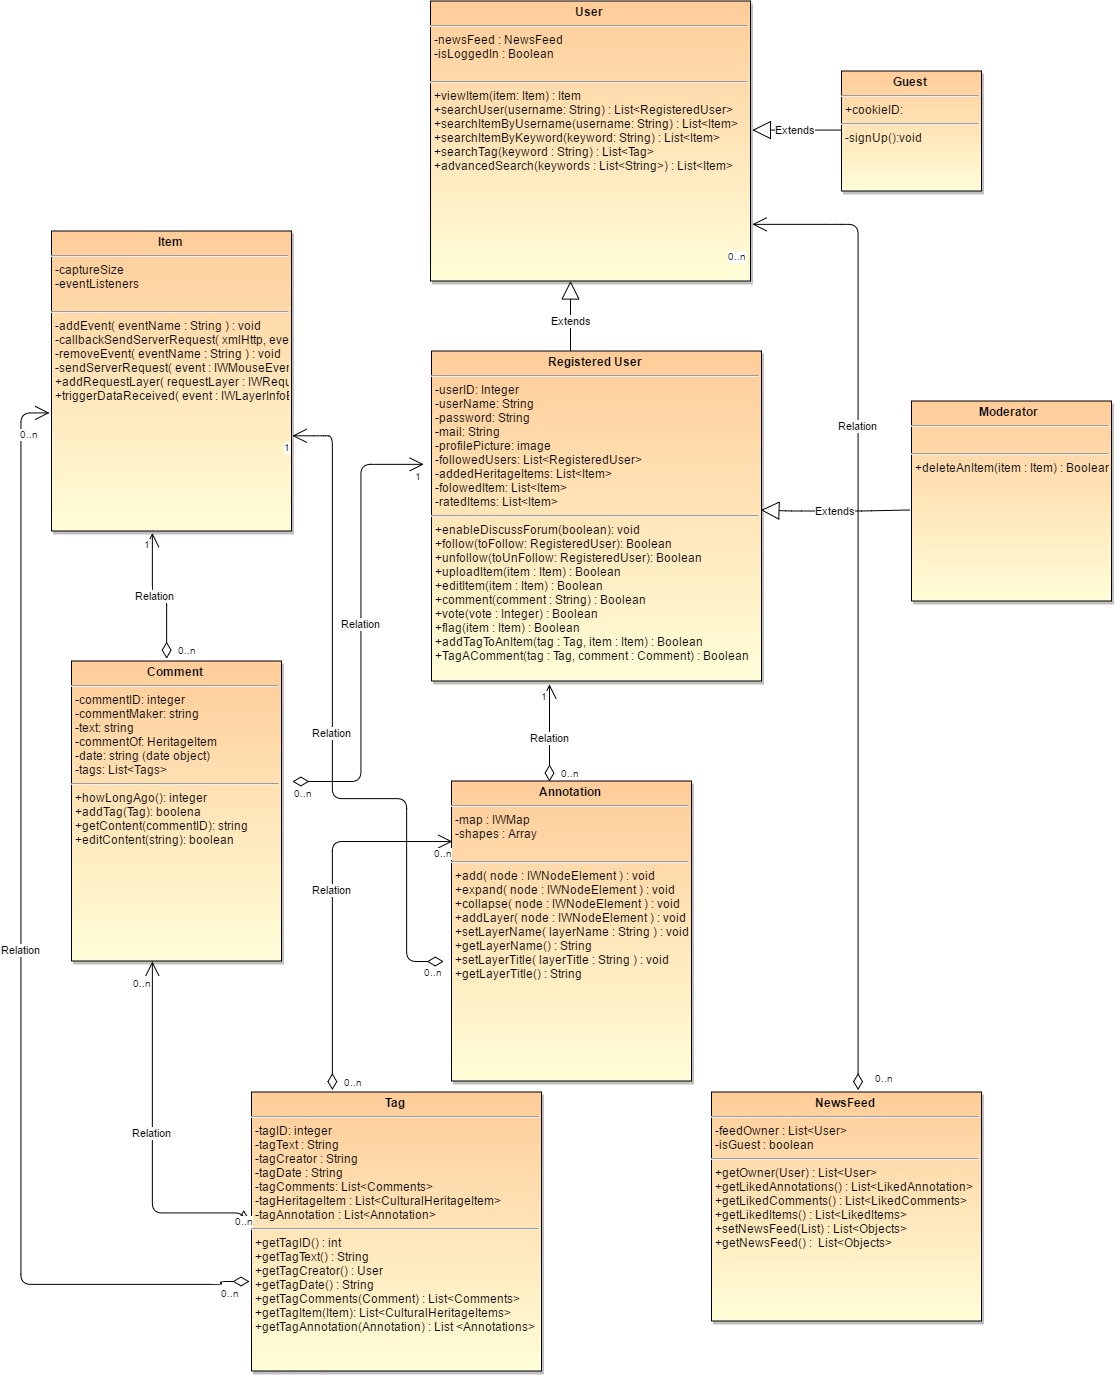 User
-newsFeed : NewsFeed
-isLoggedIn : Boolean
+viewItem(item: Item) : Item
+searchUser(username: String) : List<RegisteredUser>
+searchItemByUsername(username: String) : List<Item>
+searchItemByKeyword(keyword: String) : List<Item>
+searchTag(keyword : String) : List<Tag>
+advancedSearch(keywords : List<String>) : List<Item>
0..n
Extends
Guest
+cookieID:
-signUp():void
Extends
Item
-captureSize
-eventListeners
-addEvent( eventName : String ) : void
-callbackSendServerRequest( xmlHttp, eve
-removeEvent( eventName : String ) : void
-sendServerRequest( event : IWMouseEver
+addRequestLayer( requestLayer : IWRequ
+triggerDataReceived( event : IWLayerInfoE
0..n
1
1
Relation
0..n
Registered User
-userID: Integer
-userName: String
-password: String
-mail: String
-profilePicture: image
-followedUsers: List<RegisteredUser>
-addedHeritageItems: List<Item>
-folowedItem: List<Item>
-ratedItems: List<Item>
+enableDiscussForum(boolean): void
+follow(toFollow: RegisteredUser): Boolean
+unfollow(toUnFollow: RegisteredUser): Boolean
+uploadItem(item : Item) : Boolean
+editItem(item : Item) : Boolean
+comment(comment : String) : Boolean
+vote(vote : Integer) : Boolean
+flag(item : Item) : Boolean
+addTagToAnItem(tag : Tag, item : Item) : Boolean
+TagAComment(tag : Tag, comment : Comment) : Boolean
1
Relation
1
Relation
0..n
Extends
Moderator
+deleteAnItem(item : Item) : Boolear
Relation
Comment
-commentID: integer
-commentMaker: string
-text: string
-commentOf: HeritageItem
-date: string (date object)
-tags: List<Tags>
+howLongAgo(): integer
+addTag(Tag): boolena
+getContent(commentID): string
+editContent(string): boolean
0..n
Relation
0..n
Relation
Annotation
-map : IWMap
-shapes : Array
+add( node : IWNodeElement ) : void
+expand( node : IWNodeElement ) : void
+collapse( node : IWNodeElement ) : void
+addLayer( node : IWNodeElement ) : void
+setLayerName( layerName : String ) : void
+getLayerName() : String
+setLayerTitle( layerTitle : String ) : void
+getLayerTitle() : String
0..n
0..n
Relation
Relation
0..n
Relation
0..n
0..n
0..n
Tag
-tagID: integer
-tagText : String
-tagCreator : String
-tagDate : String
-tagComments: List<Comments>
-tagHeritageItem : List<CulturalHeritageItem>
-tagAnnotation : List<Annotation>
+getTagID() : int
+getTagText() : String
+getTagCreator() : User
+getTagDate() : String
+getTagComments(Comment) : List<Comments>
+getTagItem(Item): List<CulturalHeritageItems>
+getTagAnnotation(Annotation) : List <Annotations>
0..n
NewsFeed
-feedOwner : List<User>
-isGuest : boolean
+getOwner(User) : List<User>
+getLikedAnnotations() : List<LikedAnnotation>
+getLikedComments() : List<LikedComments>
+getLikedItems() : List<LikedItems>
+setNewsFeed(List) : List<Objects>
+getNewsFeed() : List<Objects>